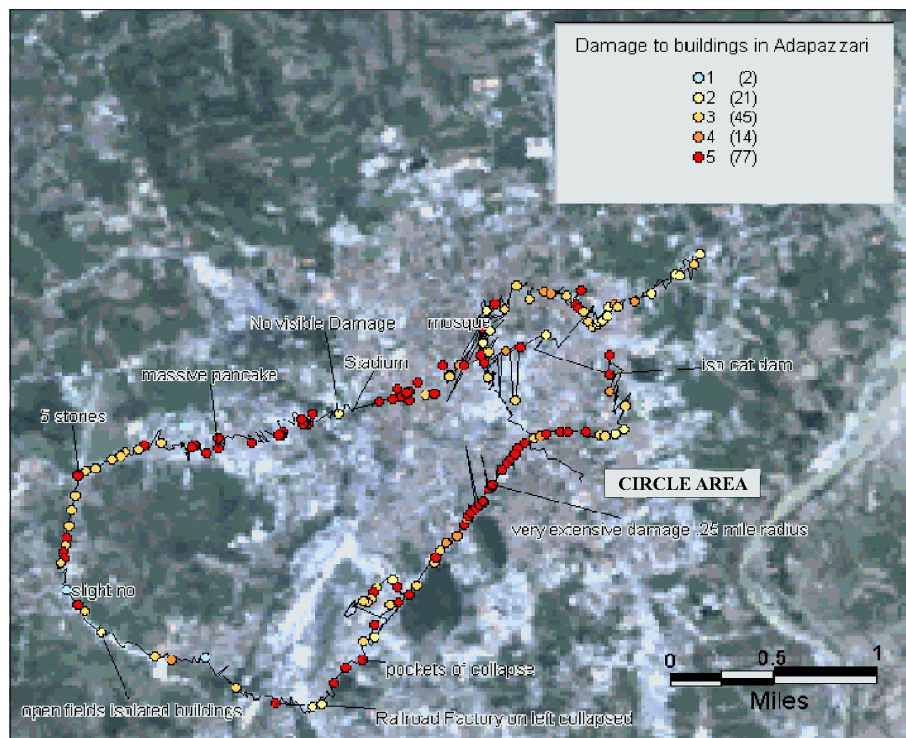 Damage to buildings in Adapazzari
1 (2)
2 (21)
3 (45)
4 (14)
5 (77)
No visible Damage
mosque
Stadium
massive pancake
iso cat dam
5 stories
CIRCLE AREA
very extensive damage .25 mile radius
slight no
pockets of collapse
open fields isolated buildings
Railroad Factory on left collapsed
0 0.5 1
Miles